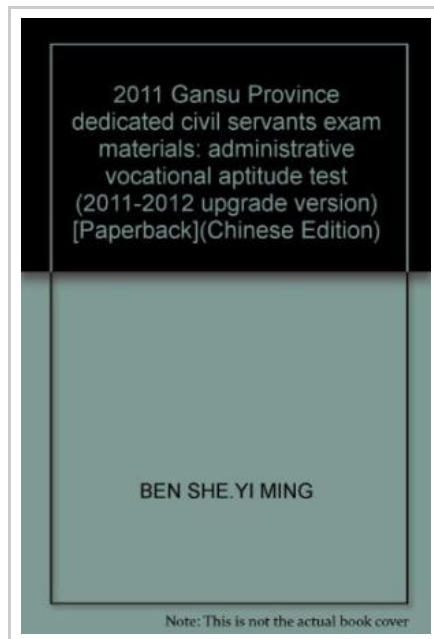 2011 Gansu Province
dedicated civil servants exam
materials: administrative
vocational aptitude test
(2011-2012 upgrade version)
[Paperback](Chinese Edition)
BEN SHE.YI MING
Note: This is not the actual book cover